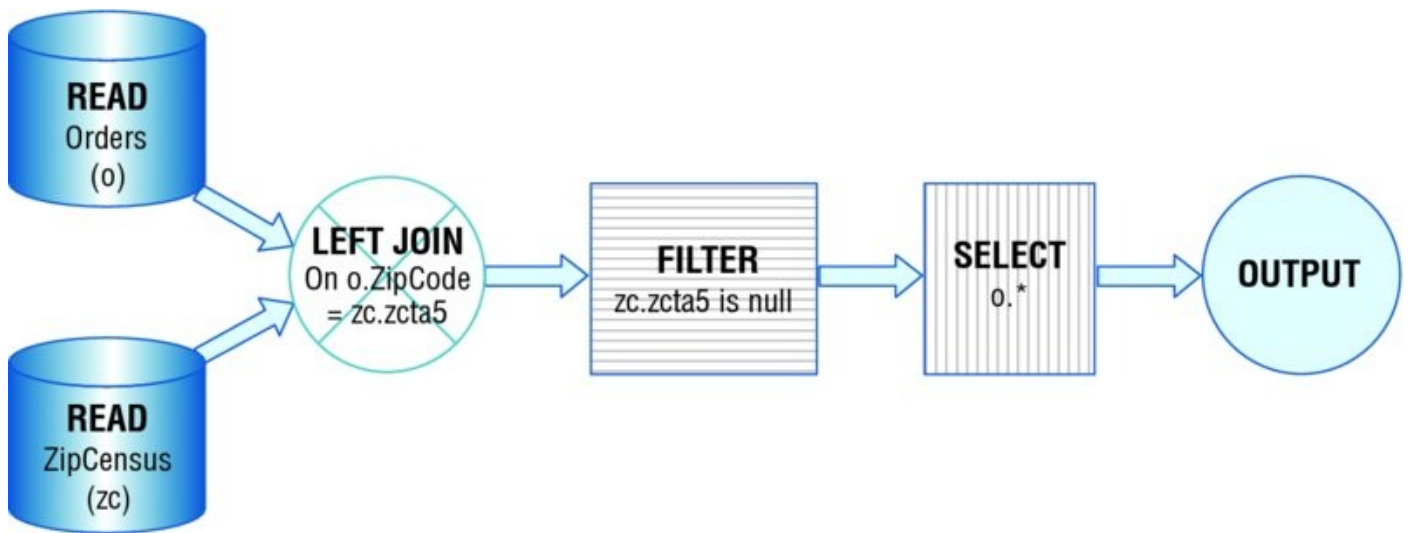 READ
Orders
(o)
READ
ZipCensus
(zc)
LEFT JOIN
On o.ZipCode
= zc.zcta5
FILTER
zc.zcta5 is null
SELECT
o.*
OUTPUT